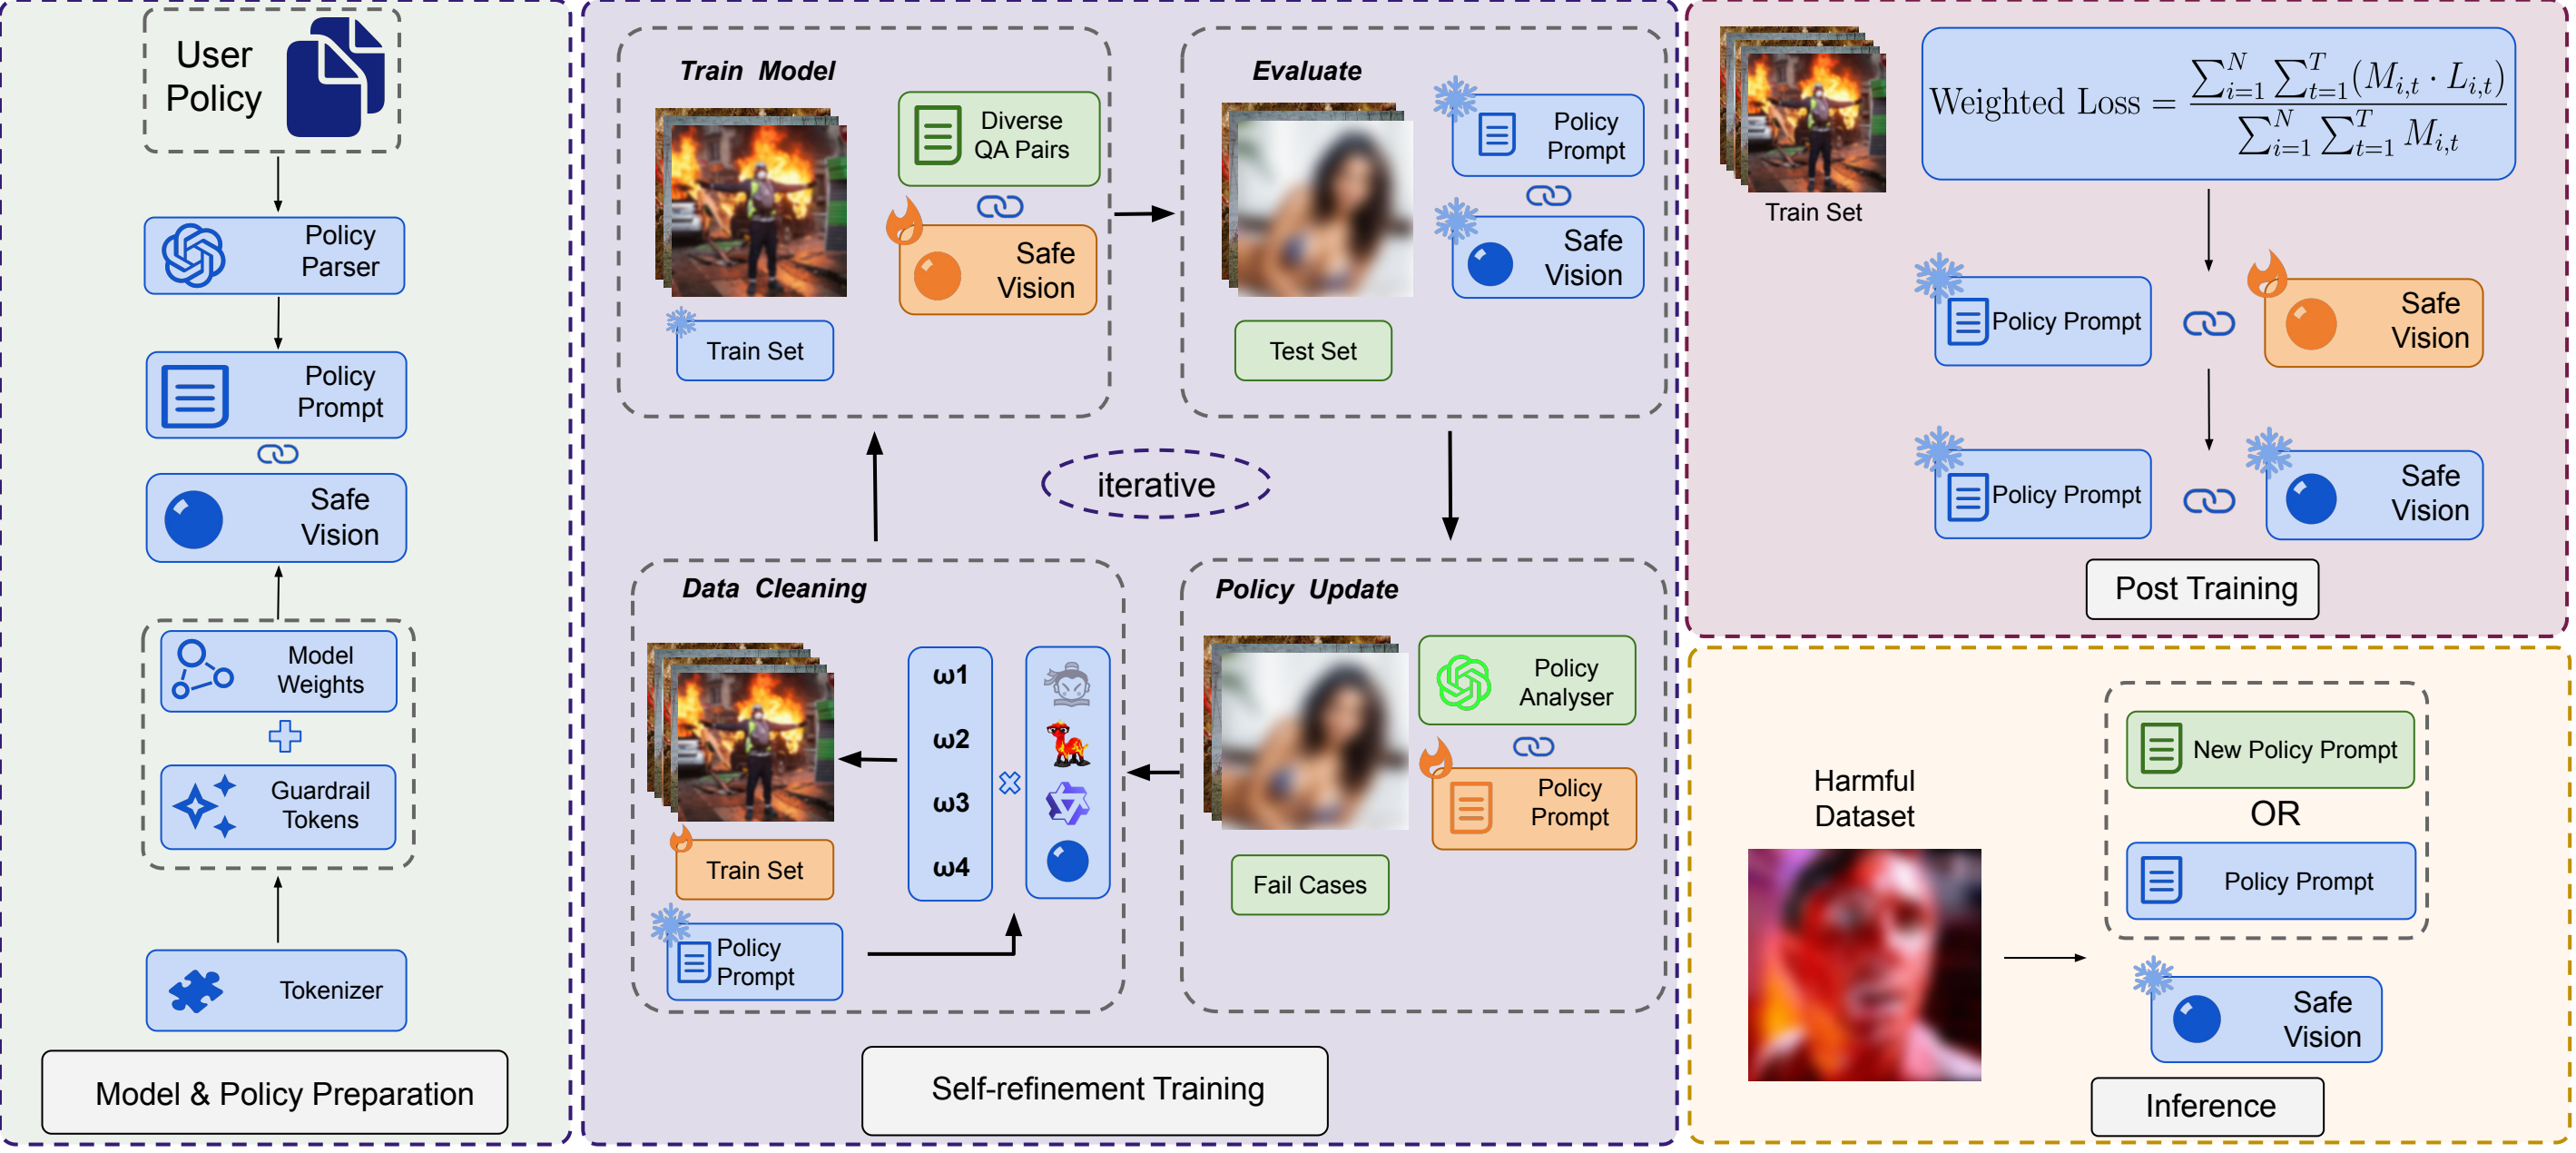 User
Policy
Policy
Parser
Policy
Prompt
Safe
Vision
Model
Weights
Guardrail
Tokens
Tokenizer
Model & Policy Preparation
Train Model
Diverse
QA Pairs
Safe
Vision
Train Set
Evaluate
Policy
Prompt
Safe
Vision
Test Set
iterative
Data Cleaning
ω1
ω2
ω3
ω4
Train Set
Policy
Prompt
Policy Update
Policy
Analyser
Policy
Prompt
Fail Cases
Self-refinement Training
Train Set
Weighted Loss = \frac{\sum_{i=1}^{N} \sum_{t=1}^{T} (M_{i,t} \cdot L_{i,t})}{\sum_{i=1}^{N} \sum_{t=1}^{T} M_{i,t}}
Policy Prompt
Safe
Vision
Policy Prompt
Safe
Vision
Post Training
Harmful
Dataset
New Policy Prompt
OR
Policy Prompt
Safe
Vision
Inference